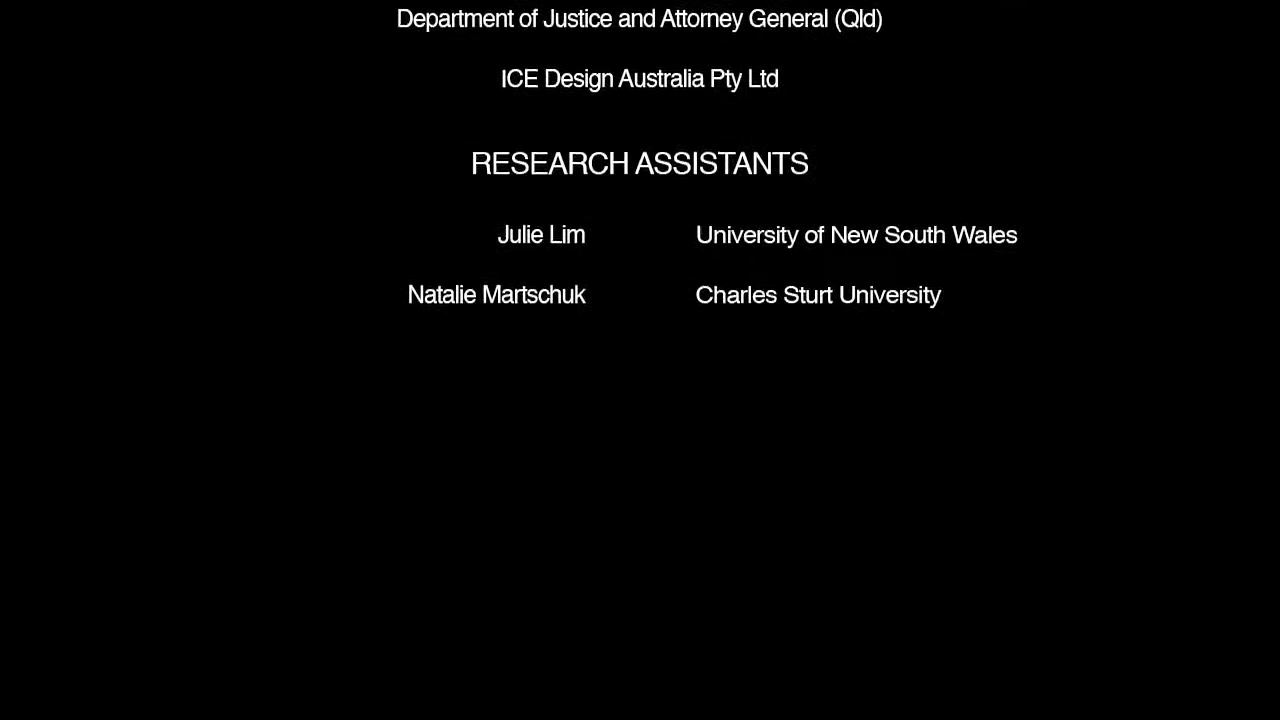 Department of Justice and Attorney General (Qld)
ICE Design Australia Pty Ltd
RESEARCH ASSISTANTS
Julie Lim University of New South Wales
Natalie Martschuk Charles Sturt University